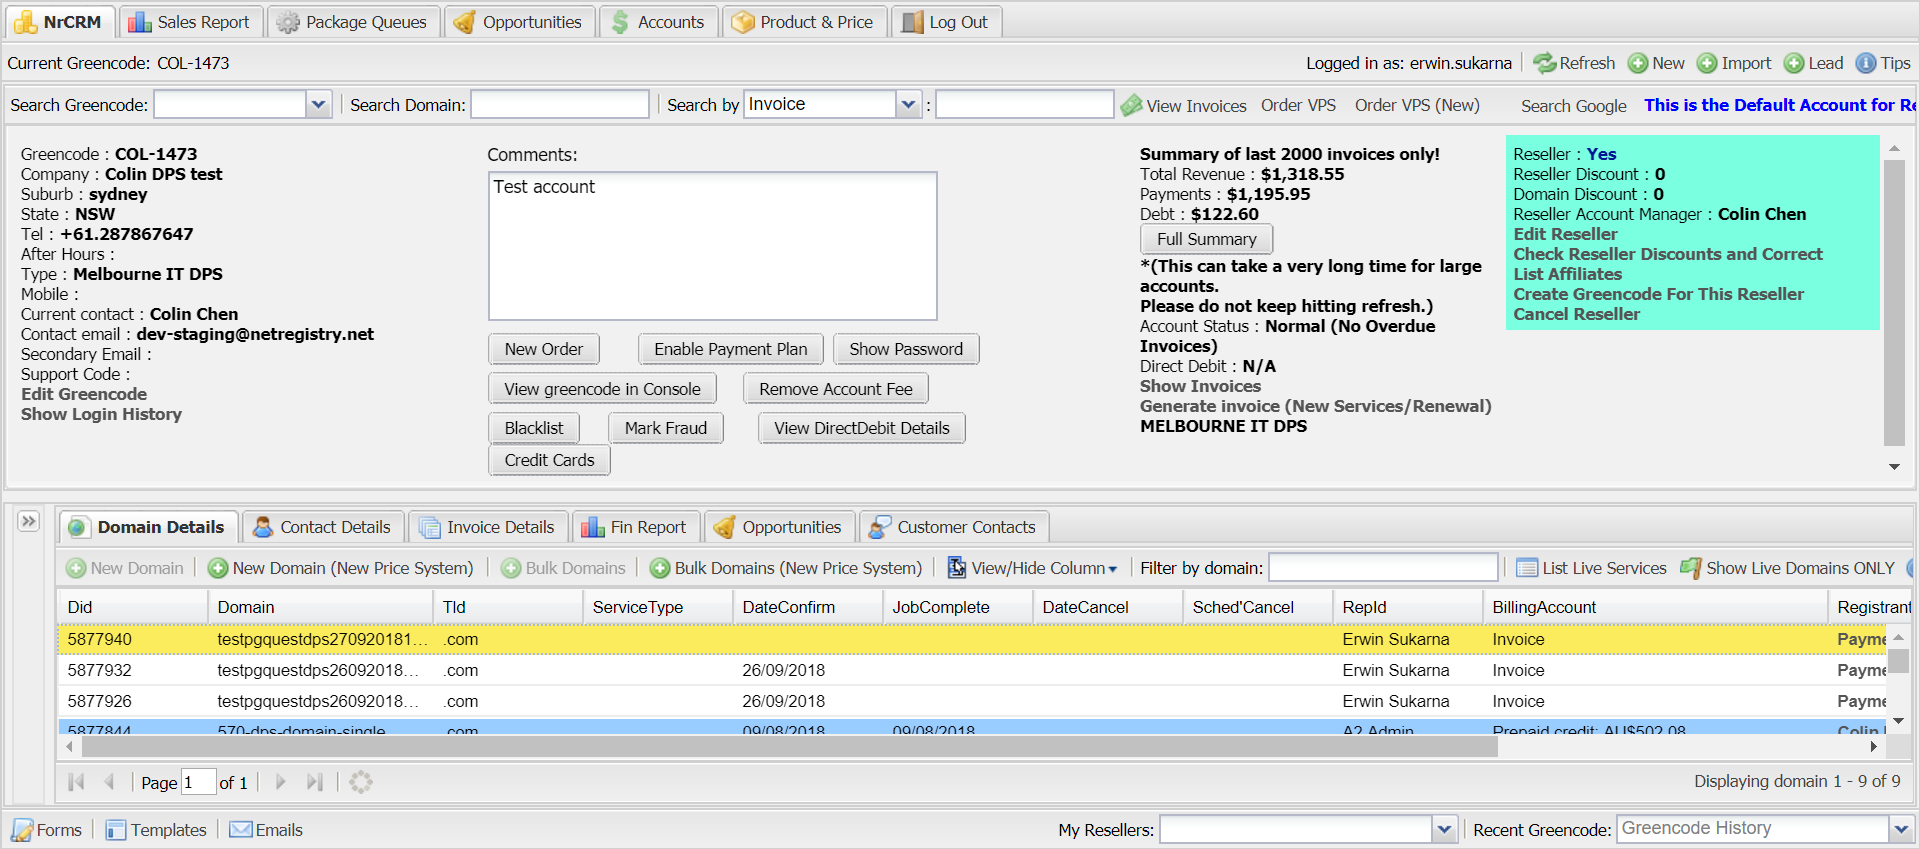 NrCRM Sales Report Package Queues Opportunities Accounts Product & Price Log Out
Current Greencode: COL-1473 Logged in as: erwin.sukarna Refresh New Import Lead Tips
Search Greencode: Search Domain: Search by Invoice : View Invoices Order VPS Order VPS (New) Search Google This is the Default Account for Re
Greencode : COL-1473
Company : Colin DPS test
Suburb : sydney
State : NSW
Tel : +61.287867647
After Hours :
Type : Melbourne IT DPS
Mobile :
Current contact : Colin Chen
Contact email : dev-staging@netregistry.net
Secondary Email :
Support Code :
Edit Greencode
Show Login History
Comments:
Test account
New Order Enable Payment Plan Show Password
View greencode in Console Remove Account Fee
Blacklist Mark Fraud View DirectDebit Details
Credit Cards
Summary of last 2000 invoices only!
Total Revenue : $1,318.55
Payments : $1,195.95
Debt : $122.60
Full Summary
*(This can take a very long time for large
accounts.
Please do not keep hitting refresh.)
Account Status : Normal (No Overdue
Invoices)
Direct Debit : N/A
Show Invoices
Generate invoice (New Services/Renewal)
MELBOURNE IT DPS
Reseller : Yes
Reseller Discount : 0
Domain Discount : 0
Reseller Account Manager : Colin Chen
Edit Reseller
Check Reseller Discounts and Correct
List Affiliates
Create Greencode For This Reseller
Cancel Reseller
Domain Details Contact Details Invoice Details Fin Report Opportunities Customer Contacts
New Domain New Domain (New Price System) Bulk Domains Bulk Domains (New Price System) View/Hide Column Filter by domain: List Live Services Show Live Domains ONLY
Did Domain Tld ServiceType DateConfirm JobComplete DateCancel Sched'Cancel RepId BillingAccount Registrant
5877940 testpgquestdps270920181... .com Erwin Sukarna Invoice Payme
5877932 testpgquestdps26092018... .com 26/09/2018 Erwin Sukarna Invoice Payme
5877926 testpgquestdps26092018... .com 26/09/2018 Erwin Sukarna Invoice Payme
5877844 570-dps-domain-single .com 09/08/2018 09/08/2018 A2 Admin Prepaid credit: AU$502.08 Colin
Page 1 of 1 Displaying domain 1 - 9 of 9
Forms Templates Emails My Resellers: Recent Greencode: Greencode History